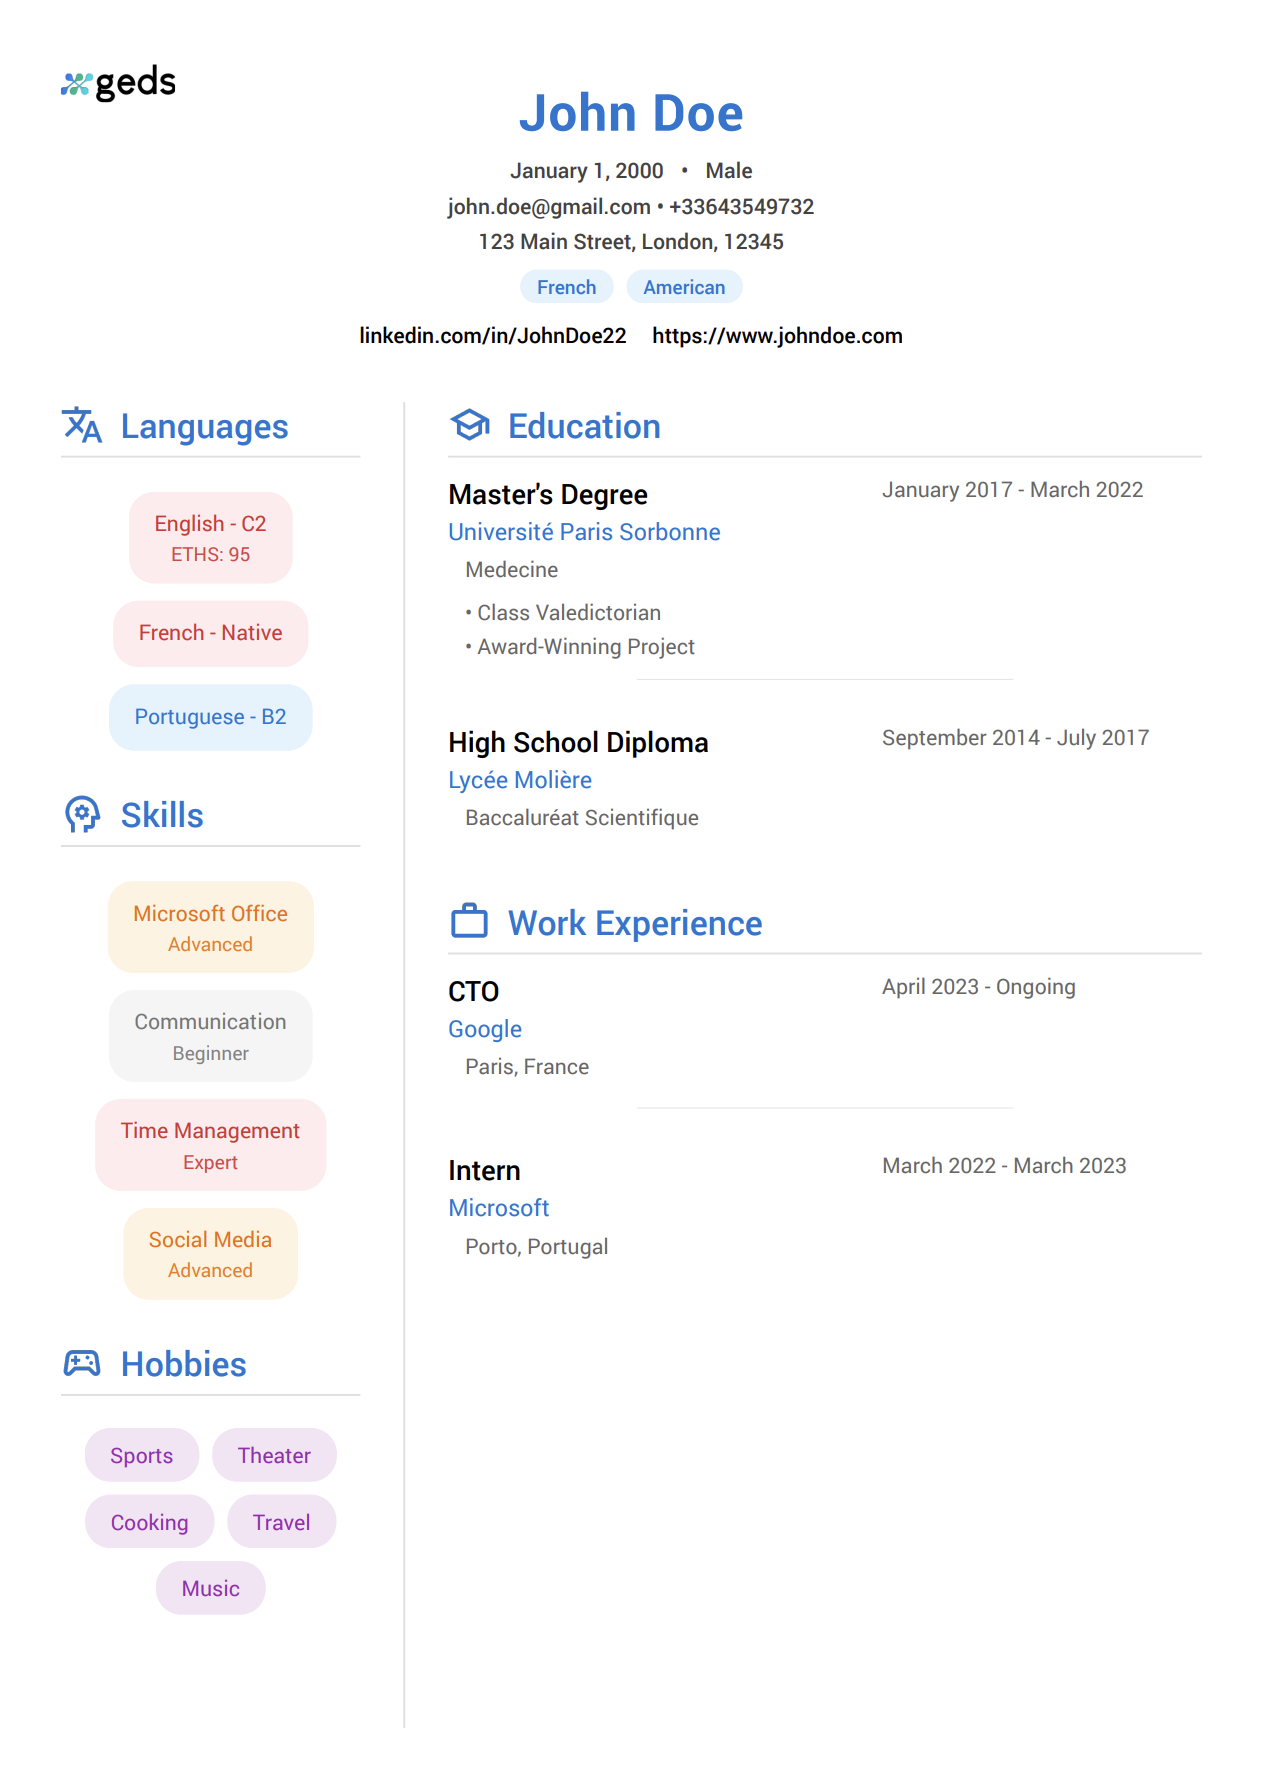 geds
John Doe
January 1, 2000 • Male
john.doe@gmail.com • +33643549732
123 Main Street, London, 12345
French American
linkedin.com/in/JohnDoe22 https://www.johndoe.com
Languages
English - C2
ETHS: 95
French - Native
Portuguese - B2
Skills
Microsoft Office
Advanced
Communication
Beginner
Time Management
Expert
Social Media
Advanced
Hobbies
Sports Theater
Cooking Travel
Music
Education
Master's Degree January 2017 - March 2022
Université Paris Sorbonne
Medecine
• Class Valedictorian
• Award-Winning Project
High School Diploma September 2014 - July 2017
Lycée Molière
Baccaluréat Scientifique
Work Experience
CTO April 2023 - Ongoing
Google
Paris, France
Intern March 2022 - March 2023
Microsoft
Porto, Portugal